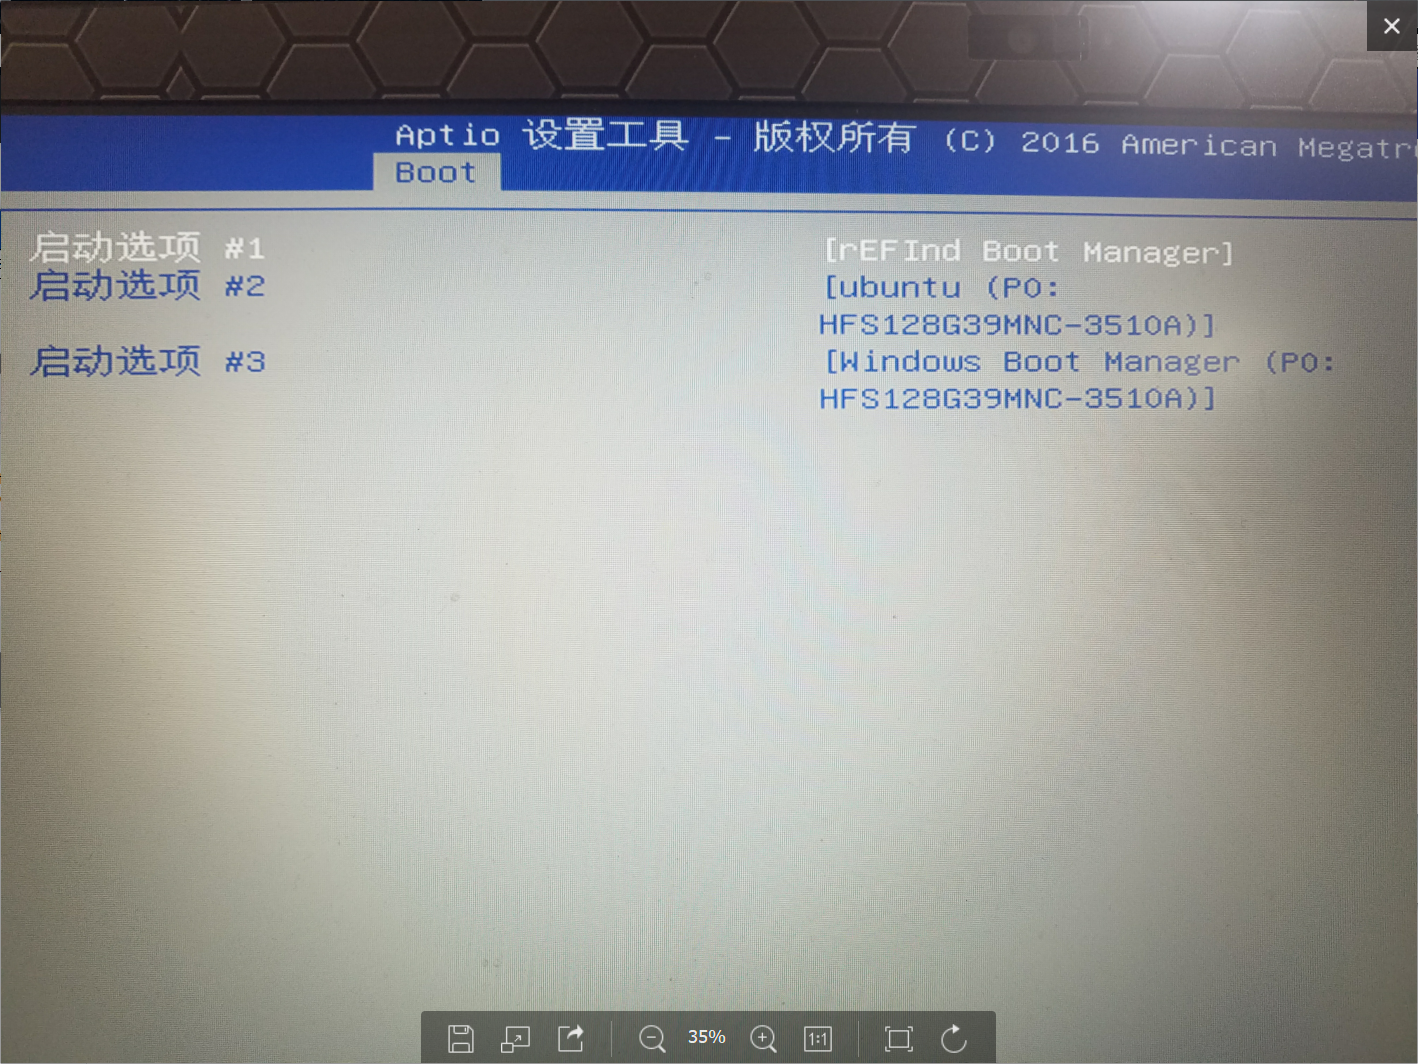 Aptio 设置工具 - 版权所有 (C) 2016 American
Boot
启动选项 #1 [rEFInd Boot Manager]
启动选项 #2 [ubuntu (P0:
HFS128G39MNC-3510A)]
启动选项 #3 [Windows Boot Manager (P0:
HFS128G39MNC-3510A)]
35%
1:1